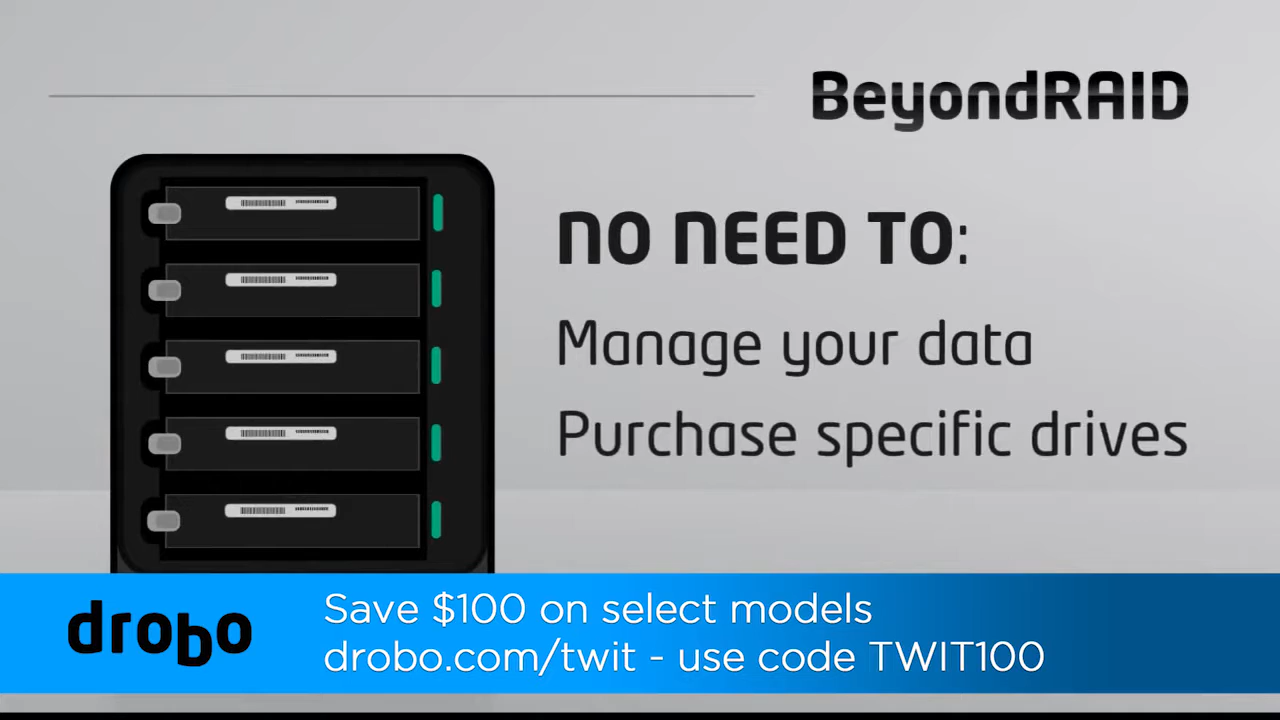 BeyondRAID
NO NEED TO:
Manage your data
Purchase specific drives
drobo
Save $100 on select models
drobo.com/twit - use code TWIT100